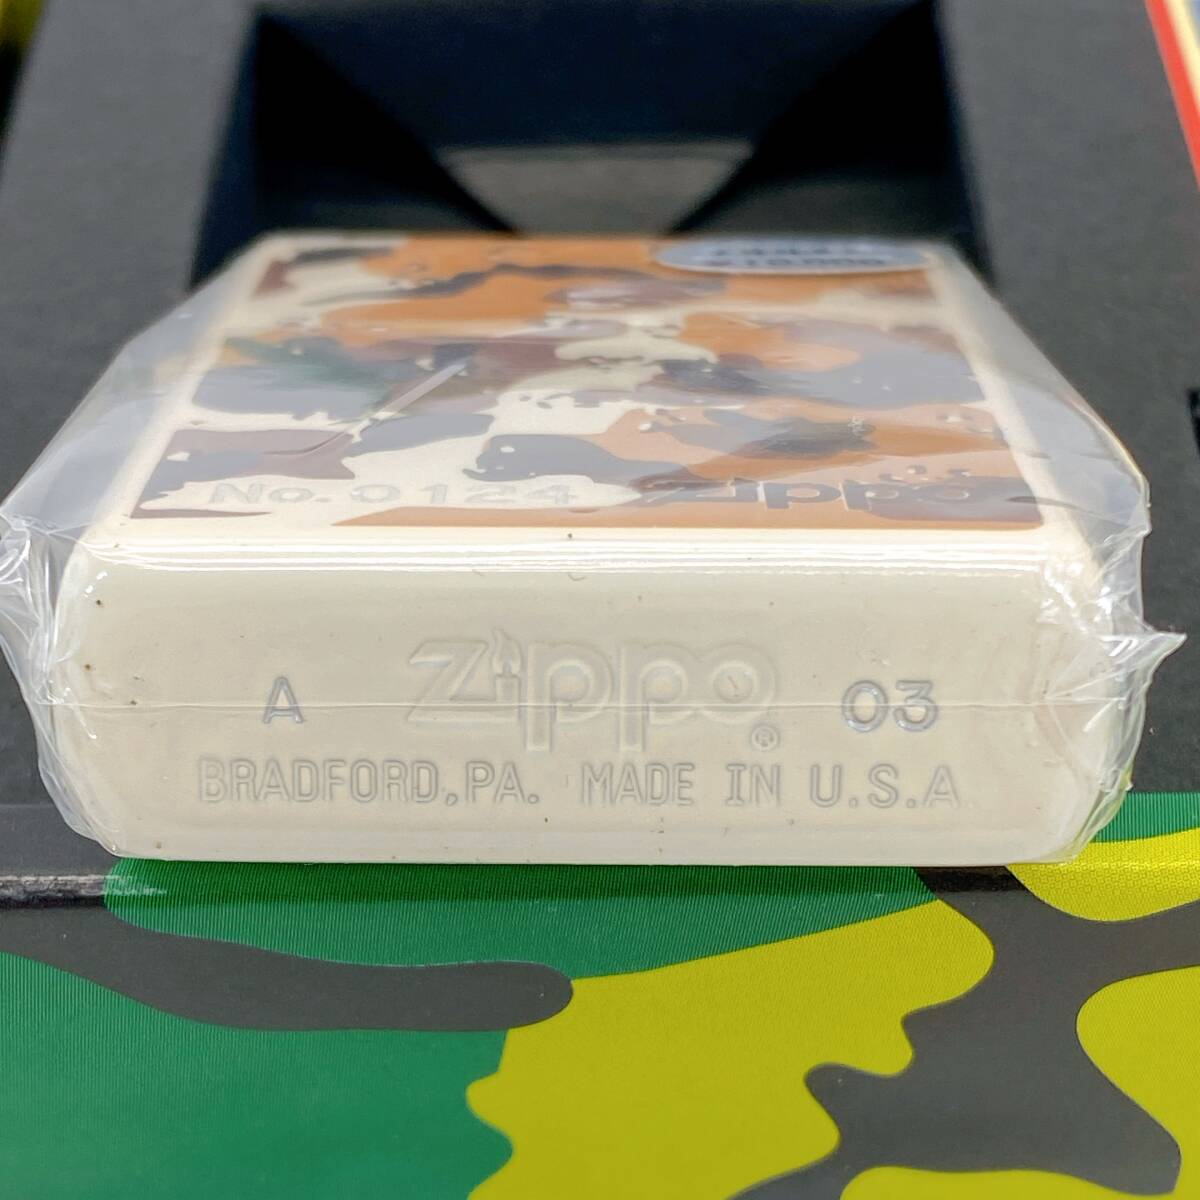 No.0124 zippo
A Zippo® 03
BRADFORD,PA. MADE IN U.S.A